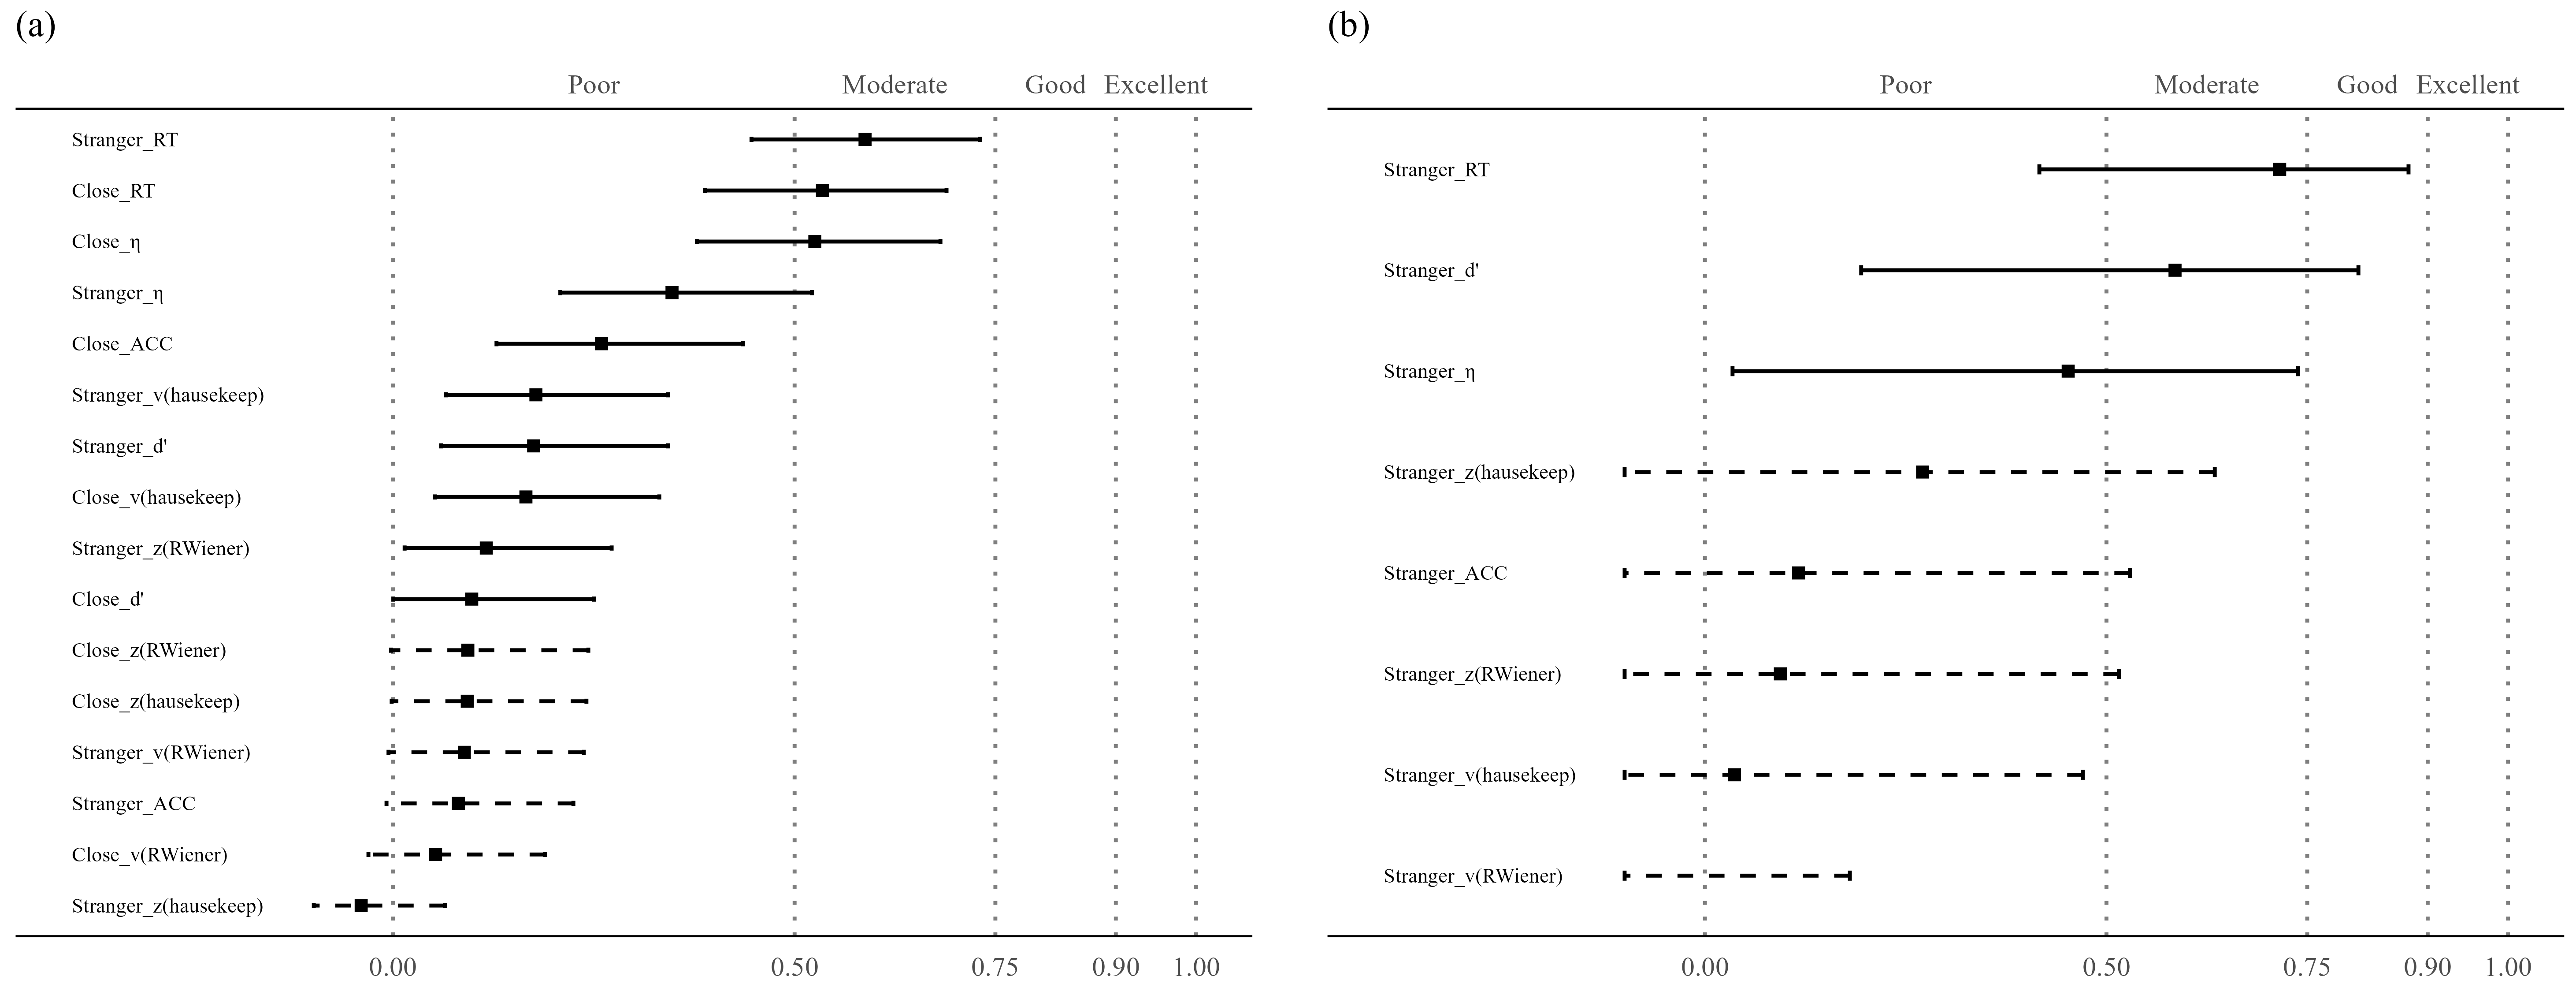 (a)
Poor Moderate Good Excellent
Stranger_RT
Close_RT
Close_η
Stranger_η
Close_ACC
Stranger_v(hausekeep)
Stranger_d'
Close_v(hausekeep)
Stranger_z(RWiener)
Close_d'
Close_z(RWiener)
Close_z(hausekeep)
Stranger_v(RWiener)
Stranger_ACC
Close_v(RWiener)
Stranger_z(hausekeep)
0.00 0.50 0.75 0.90 1.00
(b)
Poor Moderate Good Excellent
Stranger_RT
Stranger_d'
Stranger_η
Stranger_z(hausekeep)
Stranger_ACC
Stranger_z(RWiener)
Stranger_v(hausekeep)
Stranger_v(RWiener)
0.00 0.50 0.75 0.90 1.00